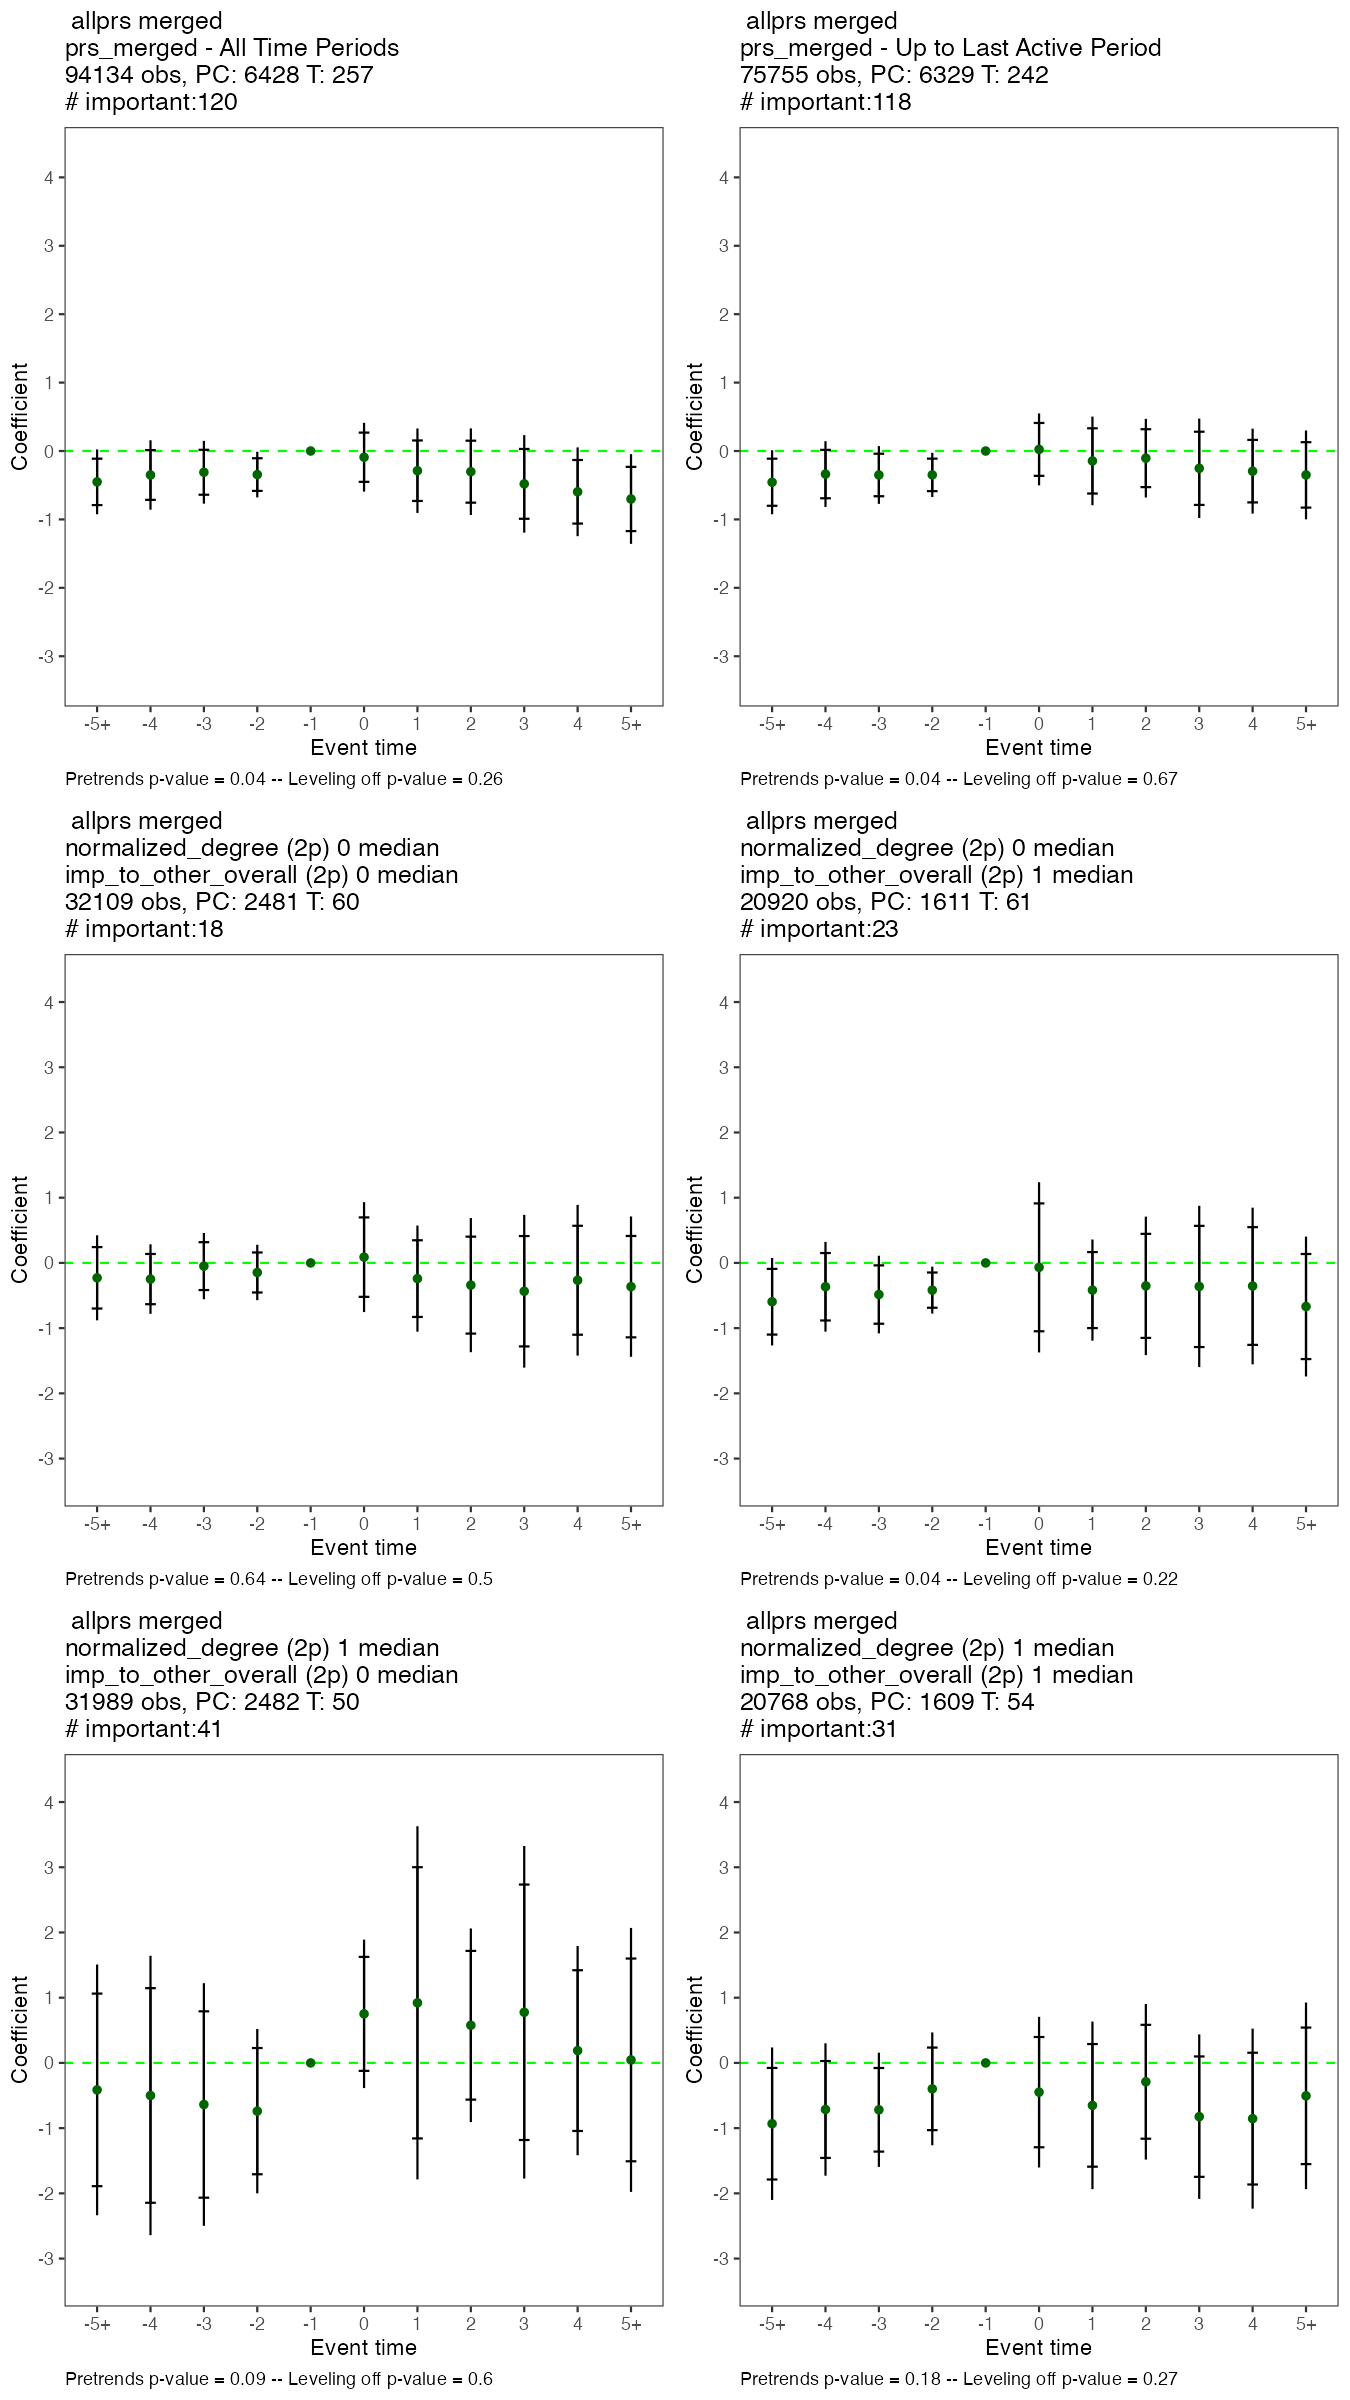 allprs merged
prs_merged - All Time Periods
94134 obs, PC: 6428 T: 257
# important:120
4
3
2
1
0
-1
-2
-3
Coefficient
-5+ -4 -3 -2 -1 0 1 2 3 4 5+
Event time
Pretrends p-value = 0.04 -- Leveling off p-value = 0.26
allprs merged
prs_merged - Up to Last Active Period
75755 obs, PC: 6329 T: 242
# important:118
4
3
2
1
0
-1
-2
-3
Coefficient
-5+ -4 -3 -2 -1 0 1 2 3 4 5+
Event time
Pretrends p-value = 0.04 -- Leveling off p-value = 0.67
allprs merged
normalized_degree (2p) 0 median
imp_to_other_overall (2p) 0 median
32109 obs, PC: 2481 T: 60
# important:18
4
3
2
1
0
-1
-2
-3
Coefficient
-5+ -4 -3 -2 -1 0 1 2 3 4 5+
Event time
Pretrends p-value = 0.64 -- Leveling off p-value = 0.5
allprs merged
normalized_degree (2p) 0 median
imp_to_other_overall (2p) 1 median
20920 obs, PC: 1611 T: 61
# important:23
4
3
2
1
0
-1
-2
-3
Coefficient
-5+ -4 -3 -2 -1 0 1 2 3 4 5+
Event time
Pretrends p-value = 0.04 -- Leveling off p-value = 0.22
allprs merged
normalized_degree (2p) 1 median
imp_to_other_overall (2p) 0 median
31989 obs, PC: 2482 T: 50
# important:41
4
3
2
1
0
-1
-2
-3
Coefficient
-5+ -4 -3 -2 -1 0 1 2 3 4 5+
Event time
Pretrends p-value = 0.09 -- Leveling off p-value = 0.6
allprs merged
normalized_degree (2p) 1 median
imp_to_other_overall (2p) 1 median
20768 obs, PC: 1609 T: 54
# important:31
4
3
2
1
0
-1
-2
-3
Coefficient
-5+ -4 -3 -2 -1 0 1 2 3 4 5+
Event time
Pretrends p-value = 0.18 -- Leveling off p-value = 0.27